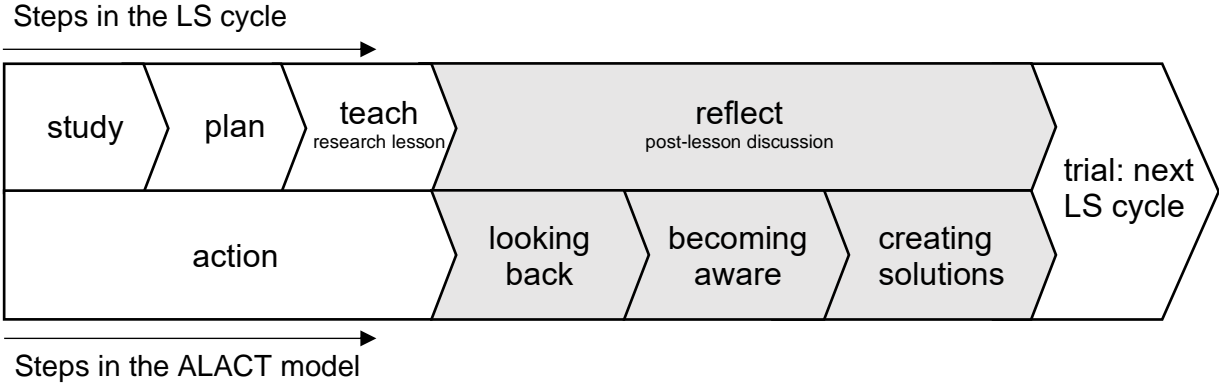 Steps in the LS cycle
study
plan
teach
research lesson
reflect
post-lesson discussion
trial: next
LS cycle
action
looking
back
becoming
aware
creating
solutions
Steps in the ALACT model